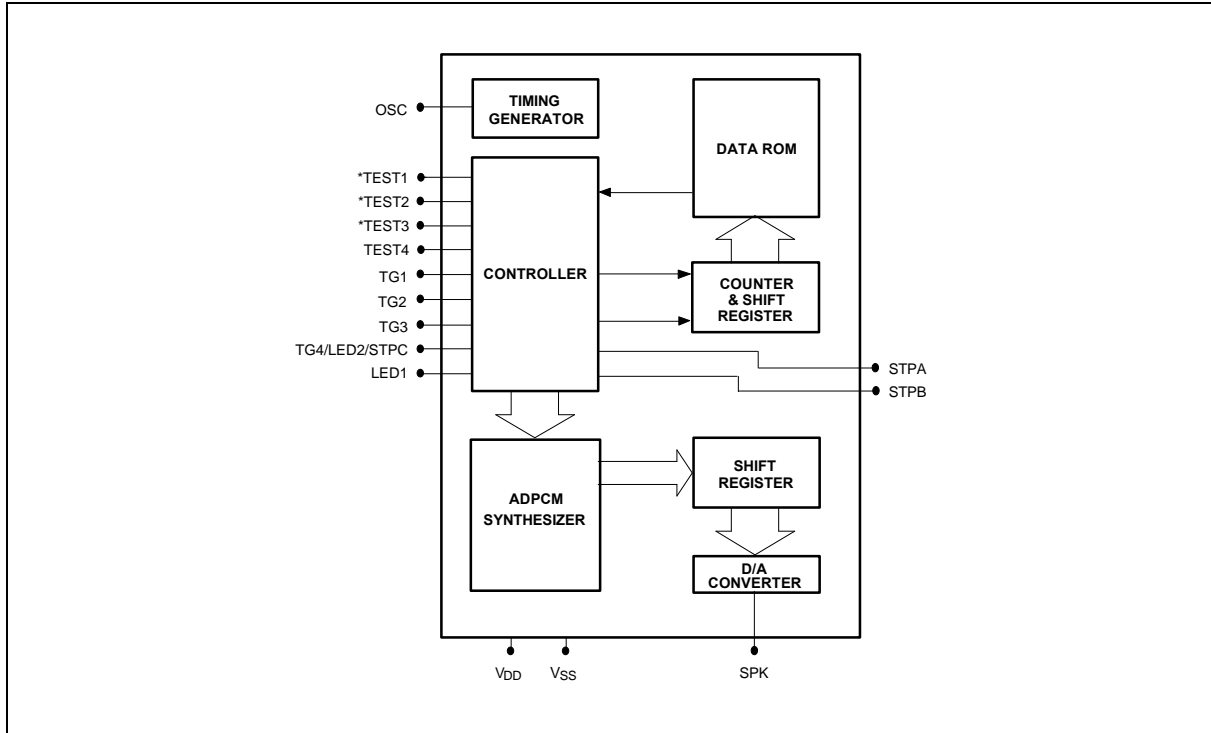 OSC
TIMING
GENERATOR
DATA ROM
*TEST1
*TEST2
*TEST3
TEST4
TG1
TG2
TG3
TG4/LED2/STPC
LED1
CONTROLLER
COUNTER
& SHIFT
REGISTER
STPA
STPB
ADPCM
SYNTHESIZER
SHIFT
REGISTER
D/A
CONVERTER
VDD
VSS
SPK